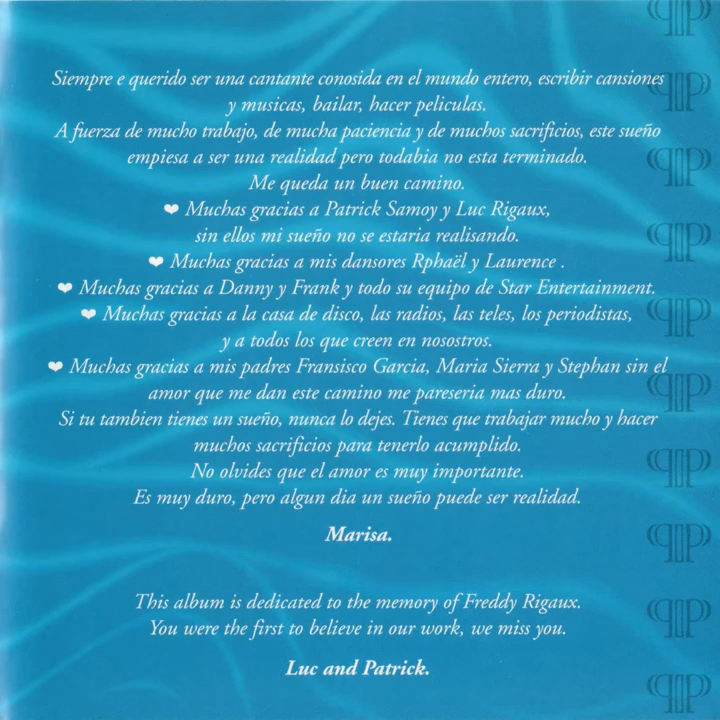 Siempre e querido ser una cantante conosida en el mundo entero, escribir cansiones
y musicas, bailar, hacer peliculas.
A fuerza de mucho trabajo, de mucha paciencia y de muchos sacrificios, este sueño
empiesa a ser una realidad pero todabia no esta terminado.
Me queda un buen camino.
❤ Muchas gracias a Patrick Samoy y Luc Rigaux,
sin ellos mi sueño no se estaria realisando.
❤ Muchas gracias a mis dansores Rphaël y Laurence .
❤ Muchas gracias a Danny y Frank y todo su equipo de Star Entertainment.
❤ Muchas gracias a la casa de disco, las radios, las teles, los periodistas,
y a todos los que creen en nosostros.
❤ Muchas gracias a mis padres Fransisco Garcia, Maria Sierra y Stephan sin el
amor que me dan este camino me pareseria mas duro.
Si tu tambien tienes un sueño, nunca lo dejes. Tienes que trabajar mucho y hacer
muchos sacrificios para tenerlo acumplido.
No olvides que el amor es muy importante.
Es muy duro, pero algun dia un sueño puede ser realidad.
Marisa.
This album is dedicated to the memory of Freddy Rigaux.
You were the first to believe in our work, we miss you.
Luc and Patrick.